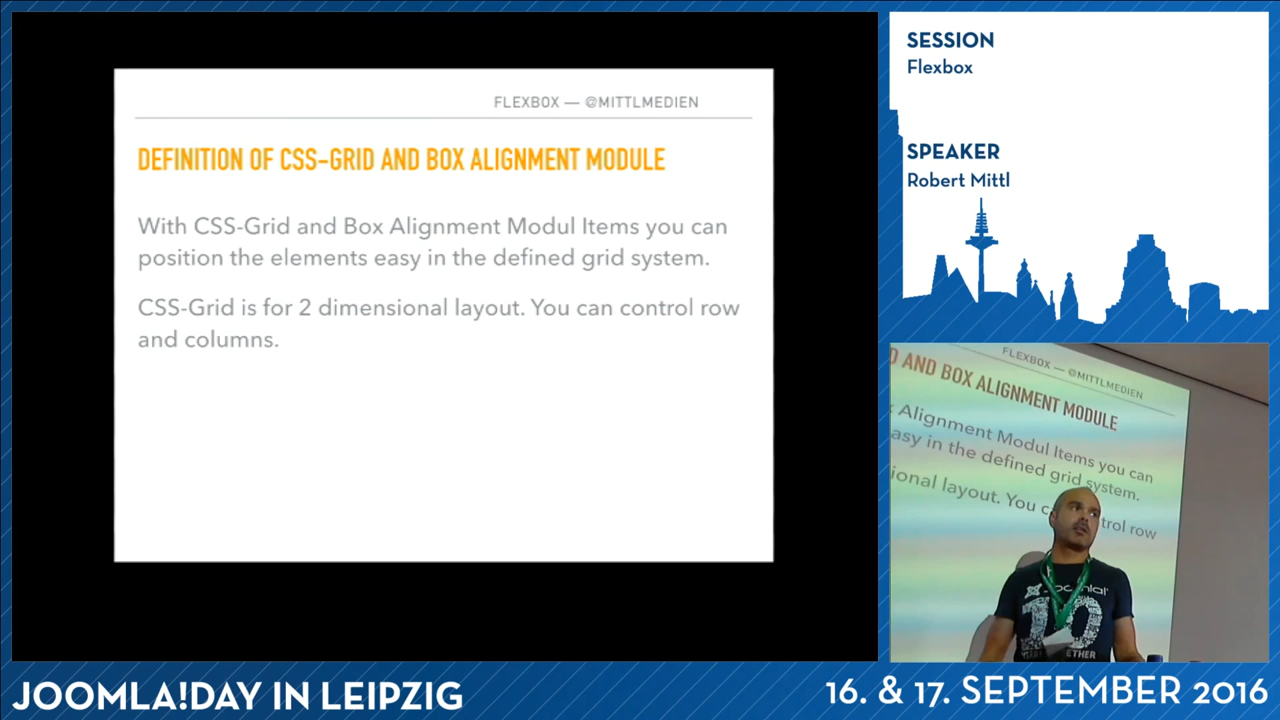 FLEXBOX — @MITTLMEDIEN
DEFINITION OF CSS-GRID AND BOX ALIGNMENT MODULE
With CSS-Grid and Box Alignment Modul Items you can
position the elements easy in the defined grid system.
CSS-Grid is for 2 dimensional layout. You can control row
and columns.
SESSION
Flexbox
SPEAKER
Robert Mittl
FLEXBOX — @MITTLMEDIEN
D AND BOX ALIGNMENT MODULE
Alignment Modul Items you can
asy in the defined grid system.
ional layout. You c trol row
10
JOOMLA!DAY IN LEIPZIG
16. & 17. SEPTEMBER 2016